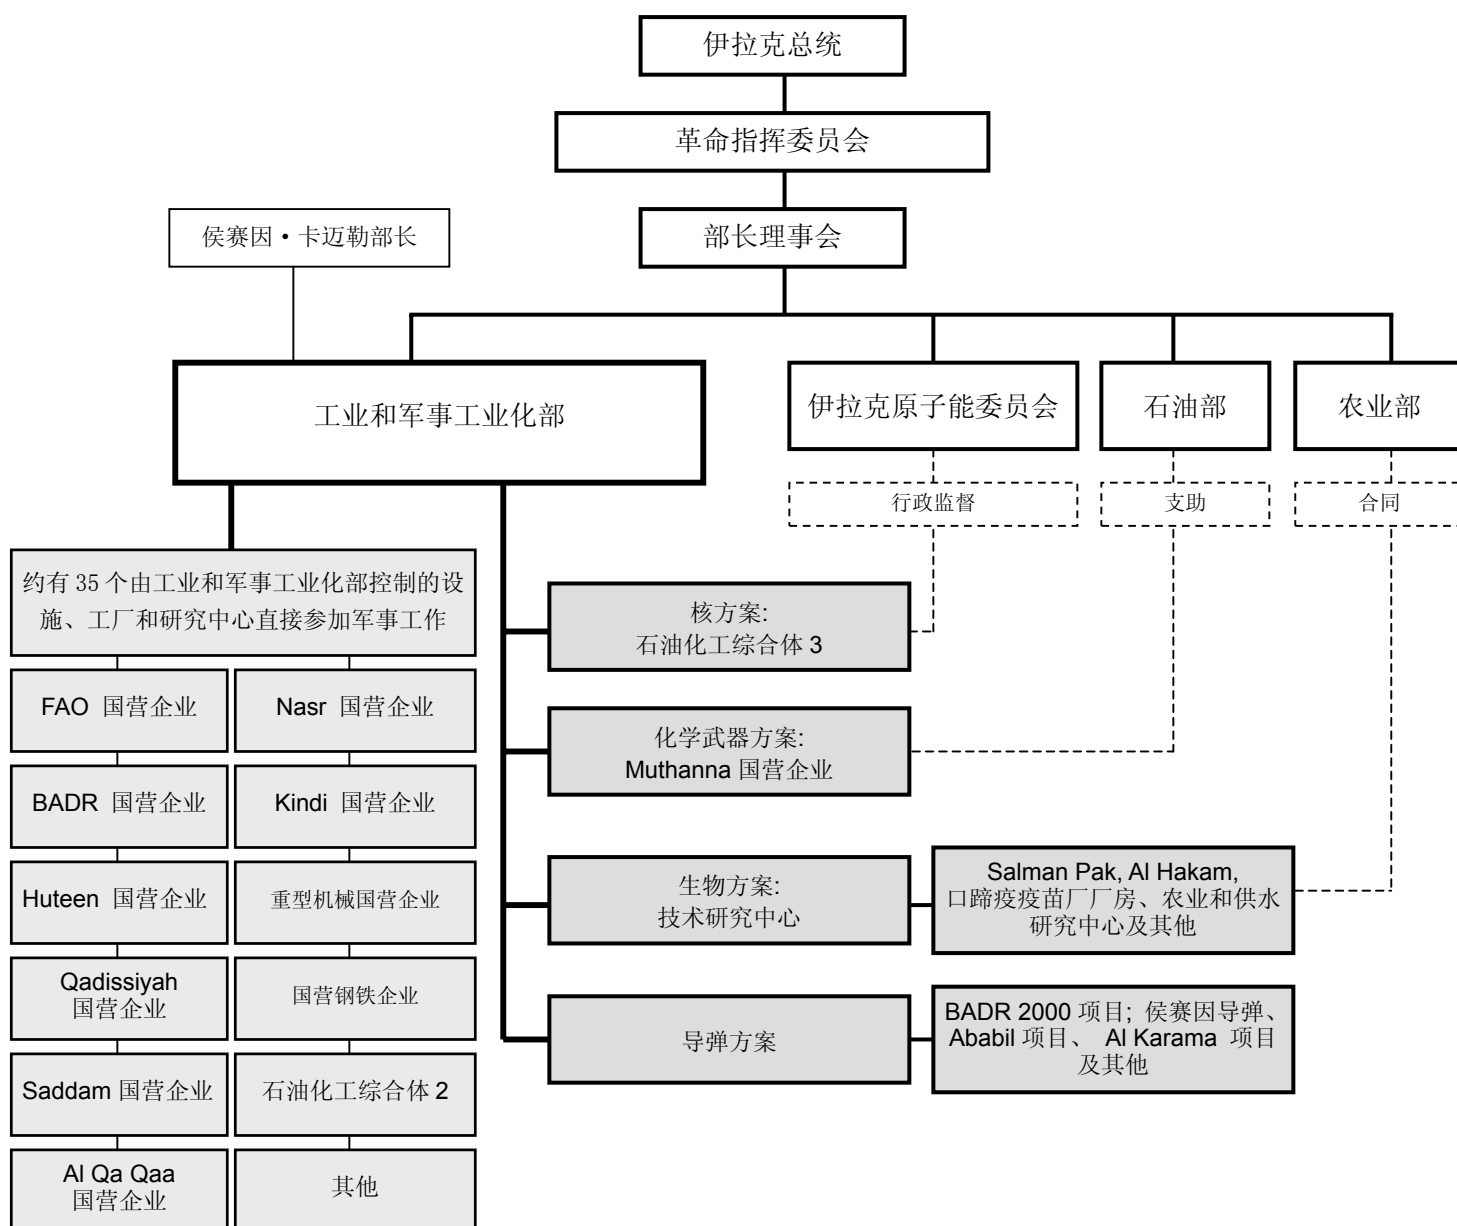 伊拉克总统
革命指挥委员会
侯赛因·卡迈勒部长
部长理事会
工业和军事工业化部
伊拉克原子能委员会
石油部
农业部
行政监督
支助
合同
约有 35 个由工业和军事工业化部控制的设
施、工厂和研究中心直接参加军事工作
FAO 国营企业
Nasr 国营企业
BADR 国营企业
Kindi 国营企业
Huteen 国营企业
重型机械国营企业
Qadissiyah
国营企业
国营钢铁企业
Saddam 国营企业
石油化工综合体 2
Al Qa Qaa
国营企业
其他
核方案:
石油化工综合体 3
化学武器方案:
Muthanna 国营企业
生物方案:
技术研究中心
Salman Pak, Al Hakam,
口蹄疫疫苗厂厂房、农业和供水
研究中心及其他
导弹方案
BADR 2000 项目; 侯赛因导弹、
Ababil 项目、 Al Karama 项目
及其他